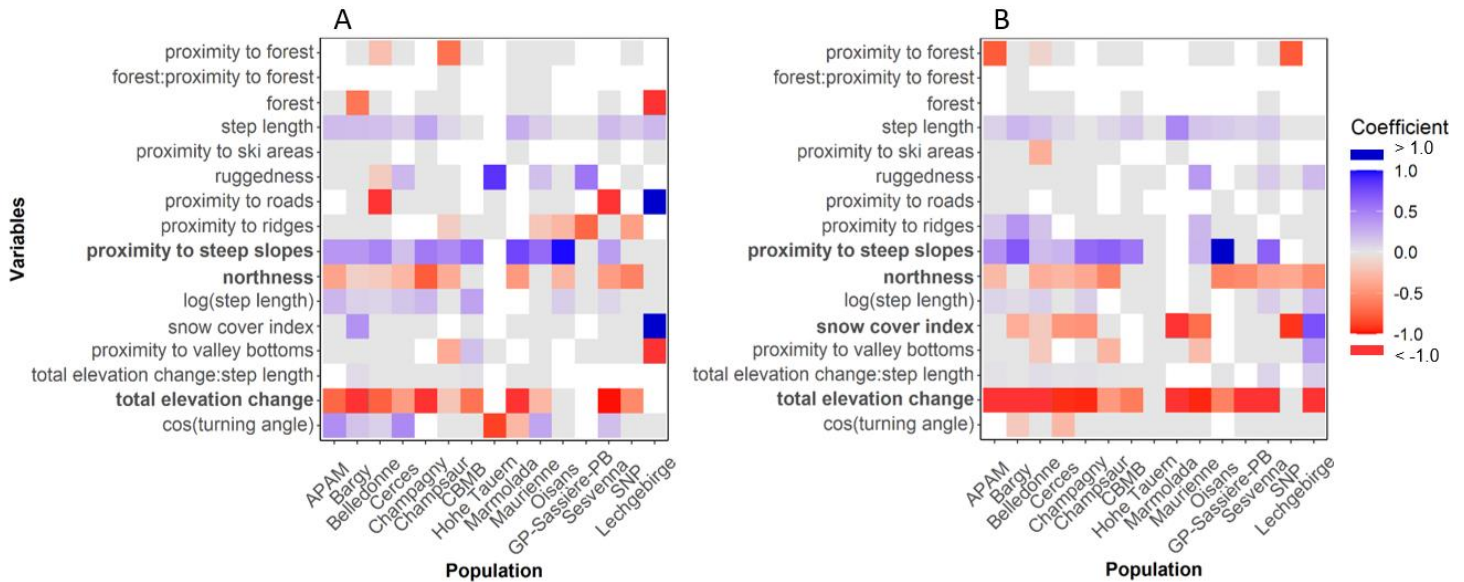 A
B
proximity to forest
forest:proximity to forest
forest
step length
proximity to ski areas
ruggedness
proximity to roads
proximity to ridges
proximity to steep slopes
northness
log(step length)
snow cover index
proximity to valley bottoms
total elevation change:step length
total elevation change
cos(turning angle)
Variables
APAM
Bargy
Belledonne
Cerces
Champagny
Champsaur
CBMB
Hohe Tauern
Marmolada
Maurienne
Oisans
GP-Sassière-PB
Sesvenna
SNP
Lechgebirge
Population
proximity to forest
forest:proximity to forest
forest
step length
proximity to ski areas
ruggedness
proximity to roads
proximity to ridges
proximity to steep slopes
northness
log(step length)
snow cover index
proximity to valley bottoms
total elevation change:step length
total elevation change
cos(turning angle)
APAM
Bargy
Belledonne
Cerces
Champagny
Champsaur
CBMB
Hohe Tauern
Marmolada
Maurienne
Oisans
GP-Sassière-PB
Sesvenna
SNP
Lechgebirge
Population
Coefficient
> 1.0
1.0
0.5
0.0
-0.5
-1.0
< -1.0